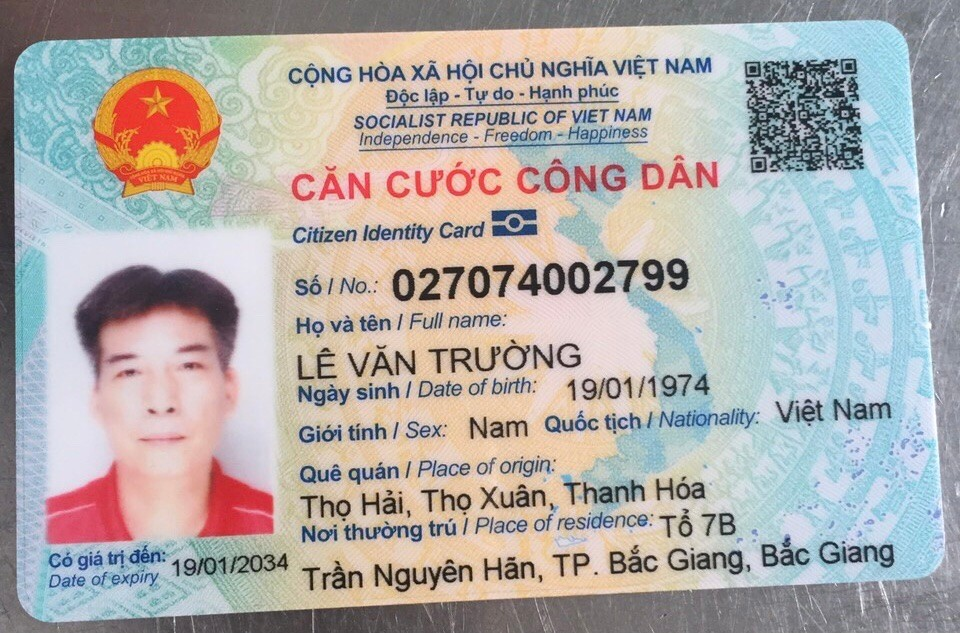 CỘNG HÒA XÃ HỘI CHỦ NGHĨA VIỆT NAM
Độc lập - Tự do - Hạnh phúc
SOCIALIST REPUBLIC OF VIET NAM
Independence - Freedom - Happiness
CĂN CƯỚC CÔNG DÂN
Citizen Identity Card
Số / No.: 027074002799
Họ và tên / Full name:
LÊ VĂN TRƯỜNG
Ngày sinh / Date of birth: 19/01/1974
Giới tính / Sex: Nam Quốc tịch / Nationality: Việt Nam
Quê quán / Place of origin:
Thọ Hải, Thọ Xuân, Thanh Hóa
Nơi thường trú / Place of residence: Tổ 7B
Trần Nguyên Hãn, TP. Bắc Giang, Bắc Giang
Có giá trị đến: 19/01/2034
Date of expiry
VIỆT NAM